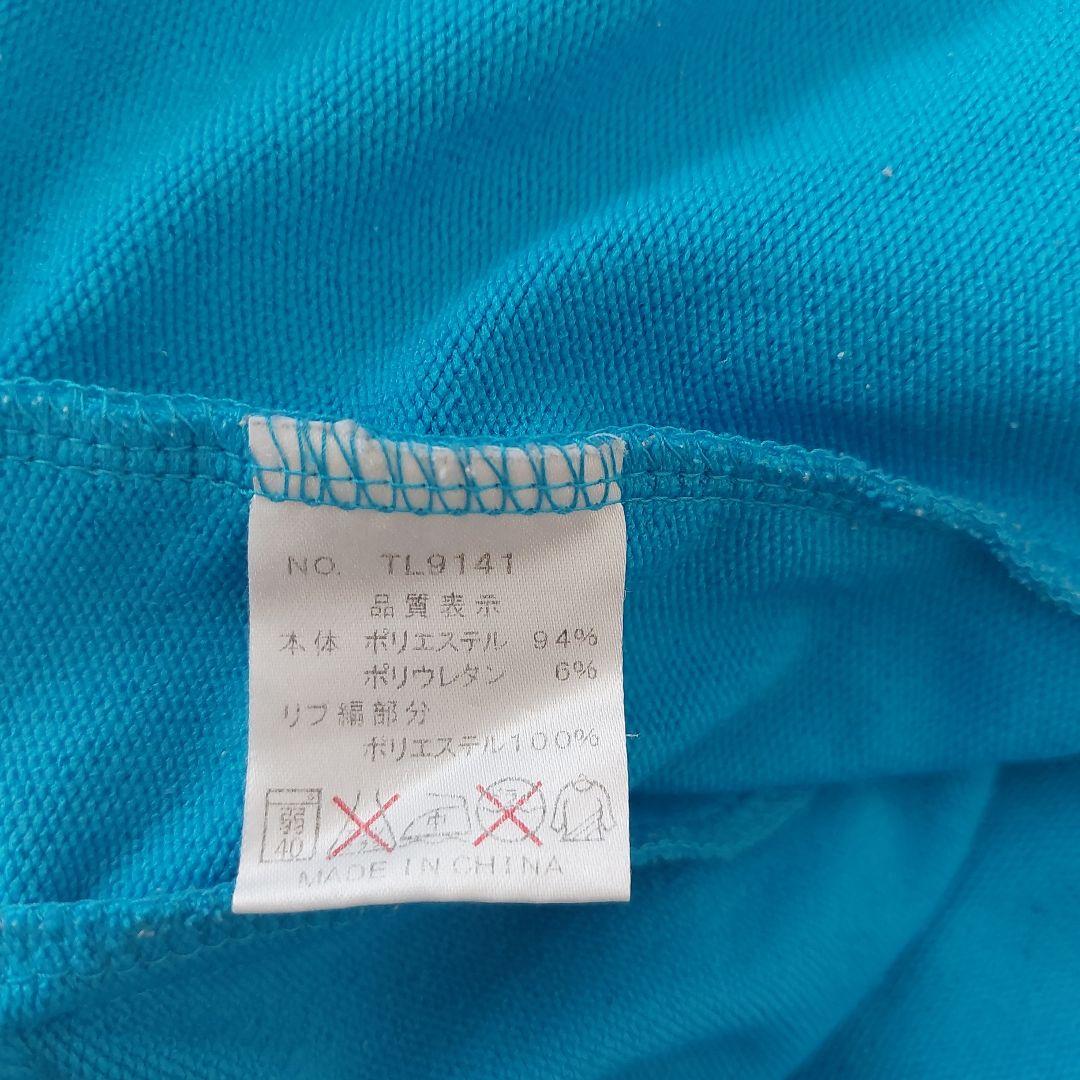 NO. TL9141
品質表示
本体 ポリエステル 94%
ポリウレタン 6%
リブ編部分
ポリエステル100%
弱
40
中
MADE IN CHINA